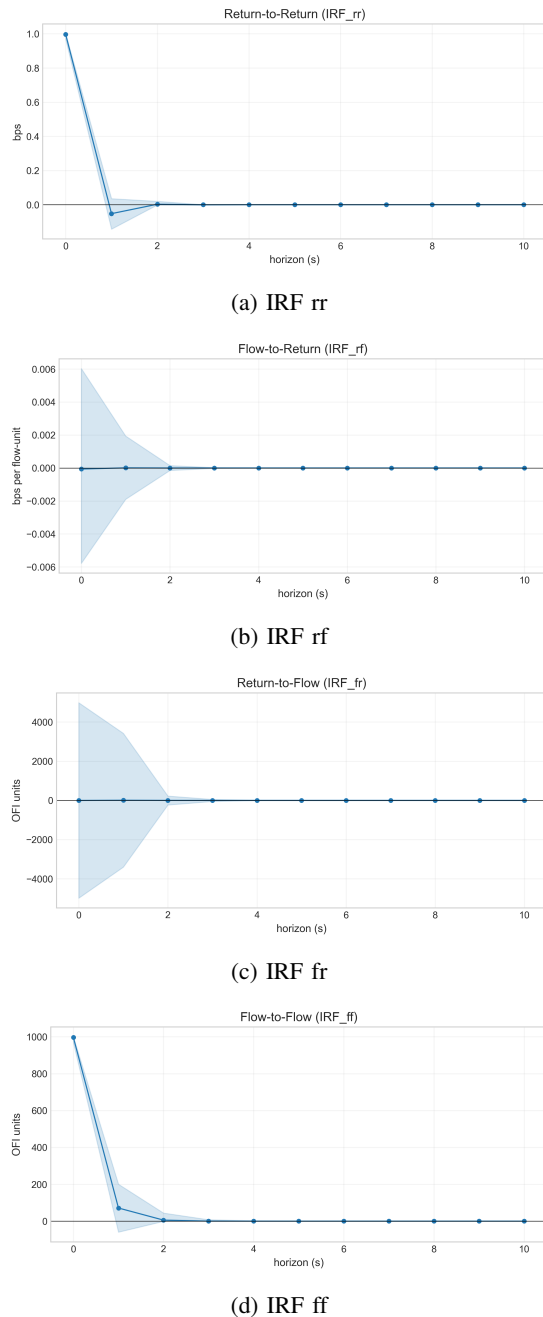 Return-to-Return (IRF_rr)
1.0
0.8
0.6
0.4
0.2
0.0
bps
0 2 4 6 8 10
horizon (s)
(a) IRF rr
Flow-to-Return (IRF_rf)
0.006
0.004
0.002
0.000
−0.002
−0.004
−0.006
bps per flow-unit
0 2 4 6 8 10
horizon (s)
(b) IRF rf
Return-to-Flow (IRF_fr)
4000
2000
0
−2000
−4000
OFI units
0 2 4 6 8 10
horizon (s)
(c) IRF fr
Flow-to-Flow (IRF_ff)
1000
800
600
400
200
0
OFI units
0 2 4 6 8 10
horizon (s)
(d) IRF ff